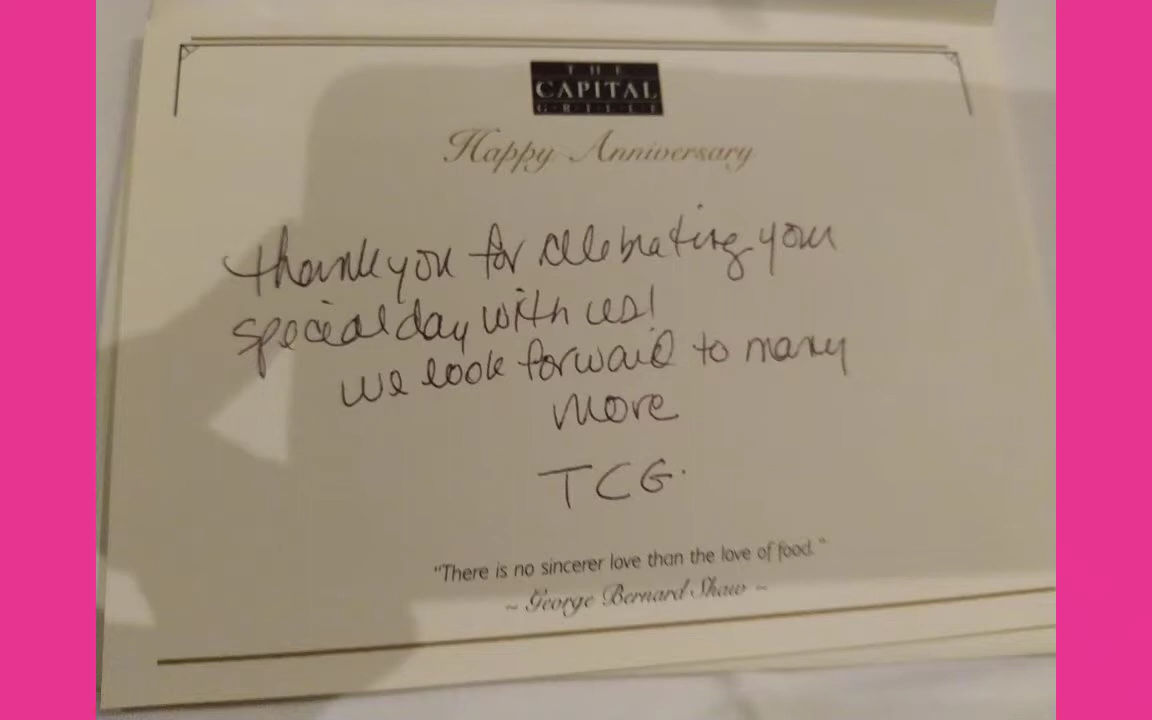 THE
CAPITAL
GRILLE
Happy Anniversary
thank you for celebrating your
special day with us!
we look forward to many
more
TCG.
"There is no sincerer love than the love of food."
~ George Bernard Shaw ~